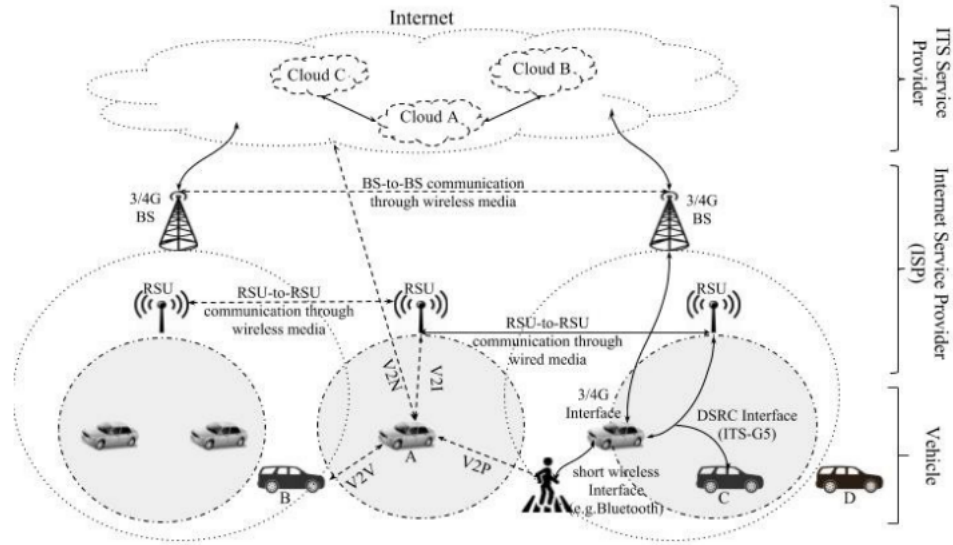 Internet
Cloud C
Cloud B
Cloud A
ITS Service
Provider
3/4G
BS
BS-to-BS communication
through wireless media
3/4G
BS
Internet Service Provider
(ISP)
RSU
RSU-to-RSU
communication through
wireless media
RSU
RSU-to-RSU
communication through
wired media
RSU
V2N
V2I
3/4G
Interface
DSRC Interface
(ITS-G5)
Vehicle
A
V2P
V2V
B
short wireless
Interface
(e.g.Bluetooth)
C
D